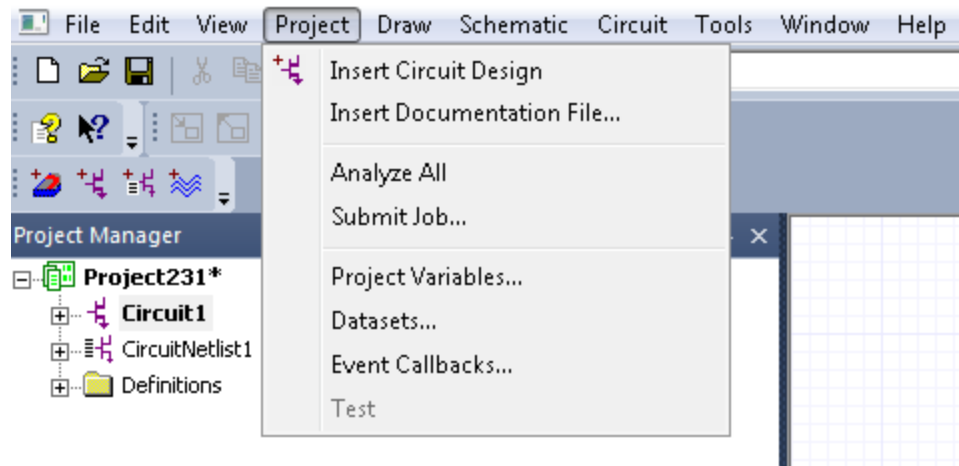 File Edit View Project Draw Schematic Circuit Tools Window Help
Insert Circuit Design
Insert Documentation File...
Analyze All
Submit Job...
Project Manager
Project Variables...
Project231*
Datasets...
Circuit1
CircuitNetlist1
Event Callbacks...
Definitions
Test